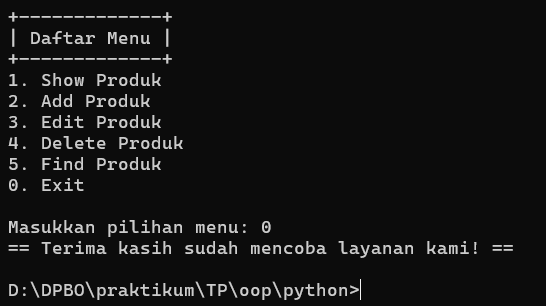 +-------------+
| Daftar Menu |
+-------------+
1. Show Produk
2. Add Produk
3. Edit Produk
4. Delete Produk
5. Find Produk
0. Exit
Masukkan pilihan menu: 0
== Terima kasih sudah mencoba layanan kami! ==
D:\DPBO\praktikum\TP\oop\python>